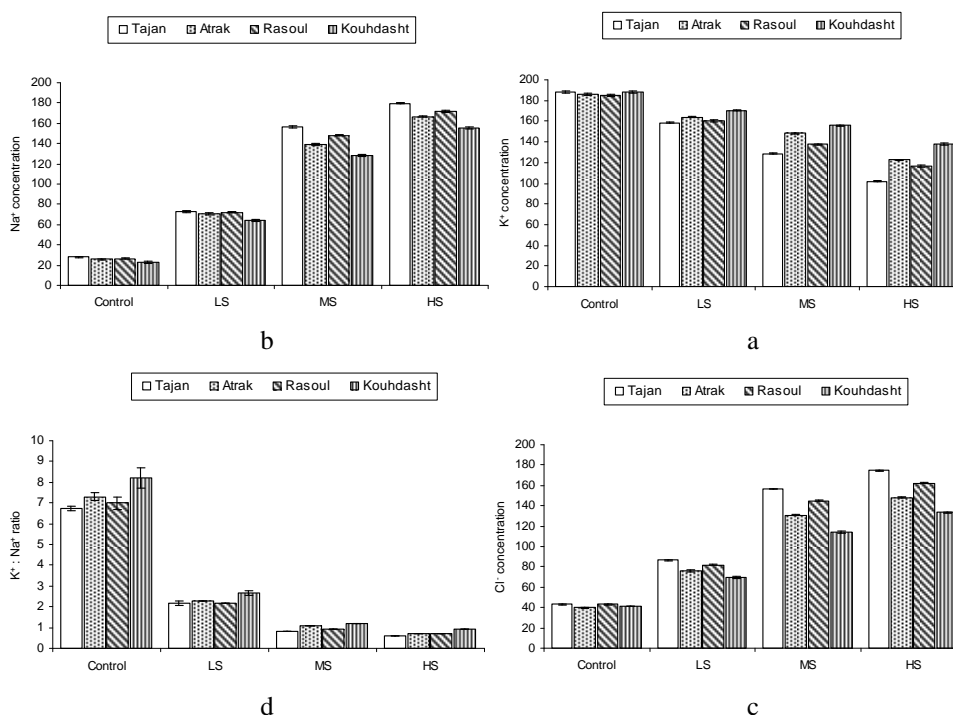 Tajan Atrak Rasoul Kouhdasht
Na⁺ concentration
200
180
160
140
120
100
80
60
40
20
0
Control LS MS HS
b
Tajan Atrak Rasoul Kouhdasht
K⁺ concentration
200
180
160
140
120
100
80
60
40
20
0
Control LS MS HS
a
Tajan Atrak Rasoul Kouhdasht
K⁺ : Na⁺ ratio
10
9
8
7
6
5
4
3
2
1
0
Control LS MS HS
d
Tajan Atrak Rasoul Kouhdasht
Cl⁻ concentration
200
180
160
140
120
100
80
60
40
20
0
Control LS MS HS
c